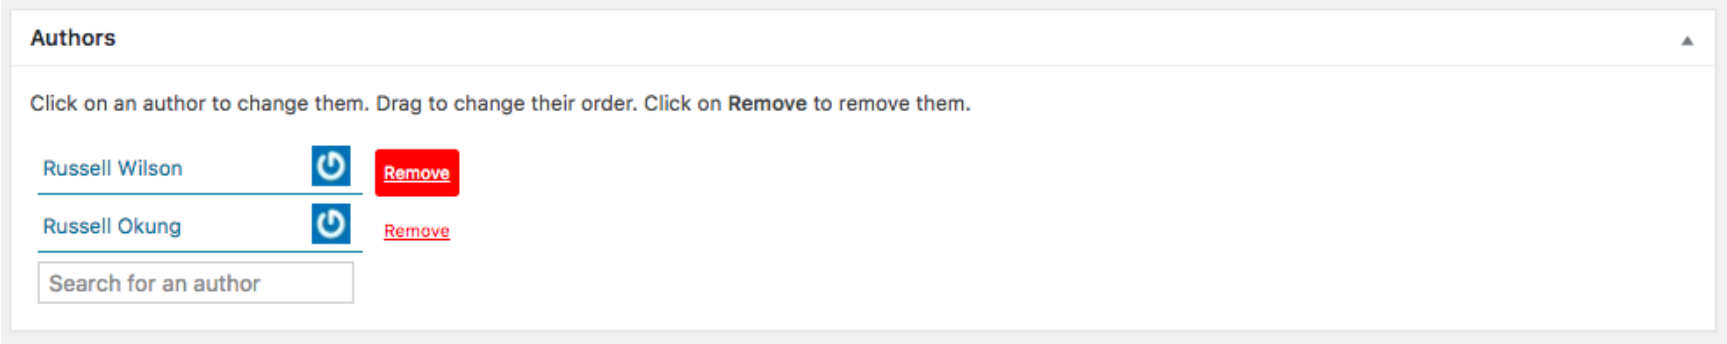 Authors
Click on an author to change them. Drag to change their order. Click on Remove to remove them.
Russell Wilson Remove
Russell Okung Remove
Search for an author